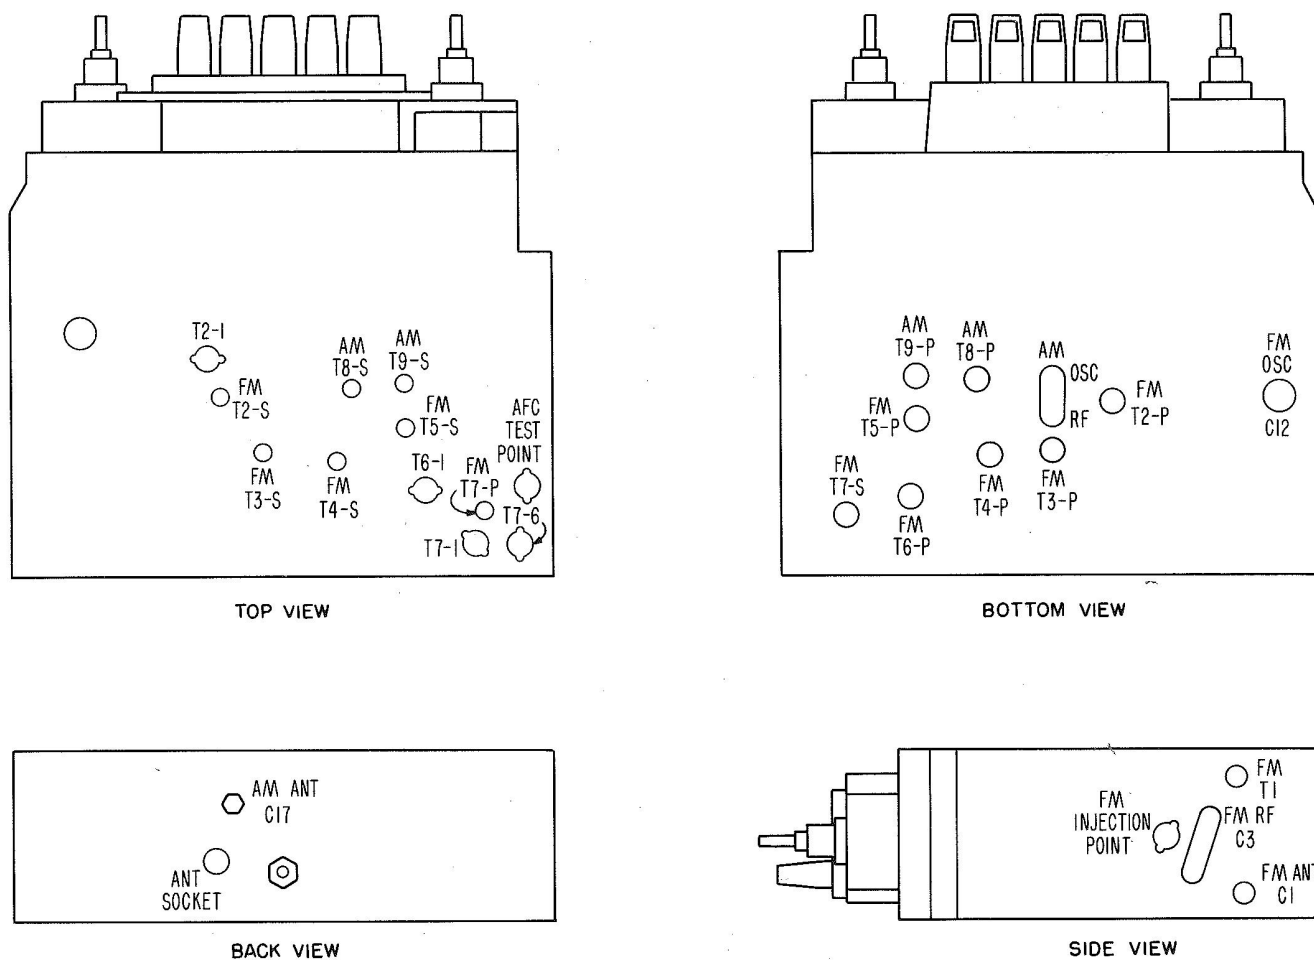 T2-1
FM
T2-S
FM
T3-S
AM
T8-S
AM
T9-S
FM
T5-S
FM
T4-S
T6-1
FM
T7-P
AFC
TEST
POINT
T7-6
T7-1
TOP VIEW
AM
T9-P
AM
T8-P
AM
OSC
RF
FM
T2-P
FM
OSC
C12
FM
T5-P
FM
T7-S
FM
T6-P
FM
T4-P
FM
T3-P
BOTTOM VIEW
AM ANT
C17
ANT
SOCKET
BACK VIEW
FM
T1
FM
INJECTION
POINT
FM RF
C3
FM ANT
C1
SIDE VIEW